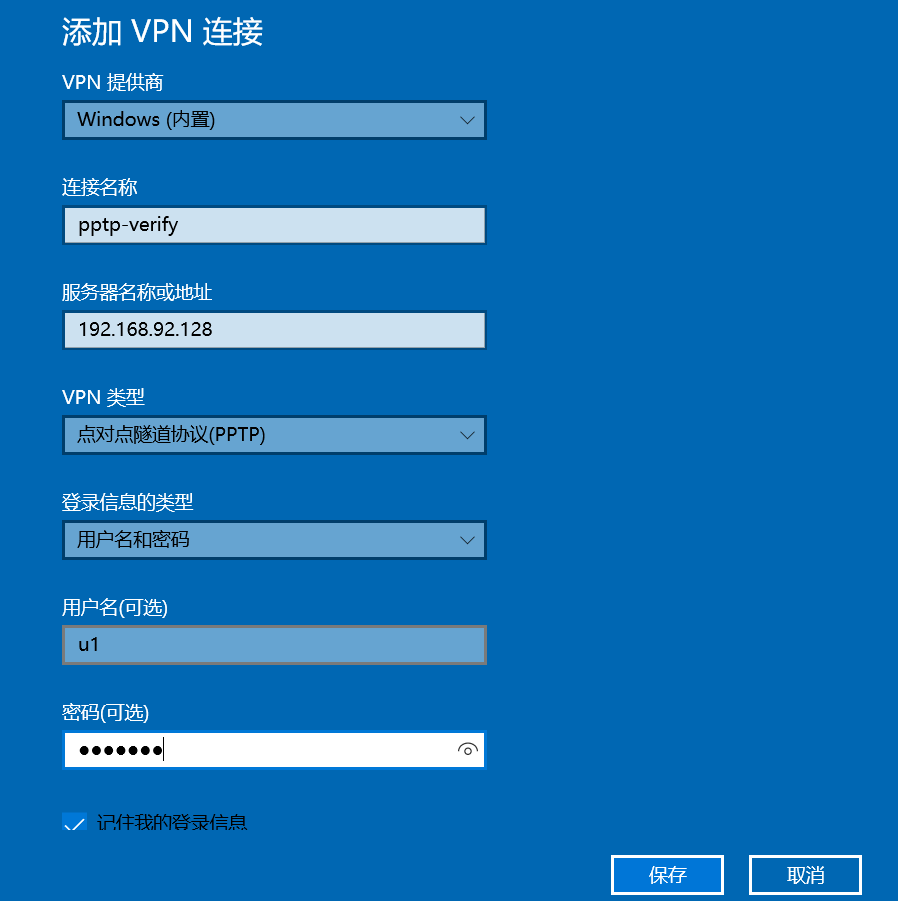 添加 VPN 连接
VPN 提供商
Windows (内置)
连接名称
pptp-verify
服务器名称或地址
192.168.92.128
VPN 类型
点对点隧道协议(PPTP)
登录信息的类型
用户名和密码
用户名(可选)
u1
密码(可选)
●●●●●●●
记住我的登录信息
保存
取消